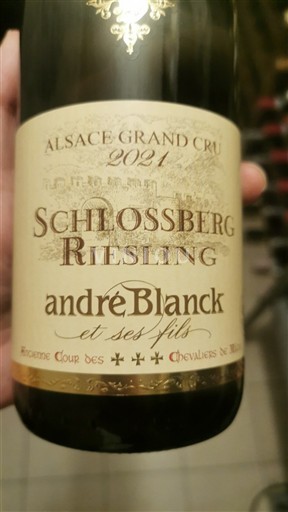 ALSACE GRAND CRU
2021
SCHLOSSBERG
RIESLING
andré Blanck
et ses fils
Ancienne Cour des Chevaliers de